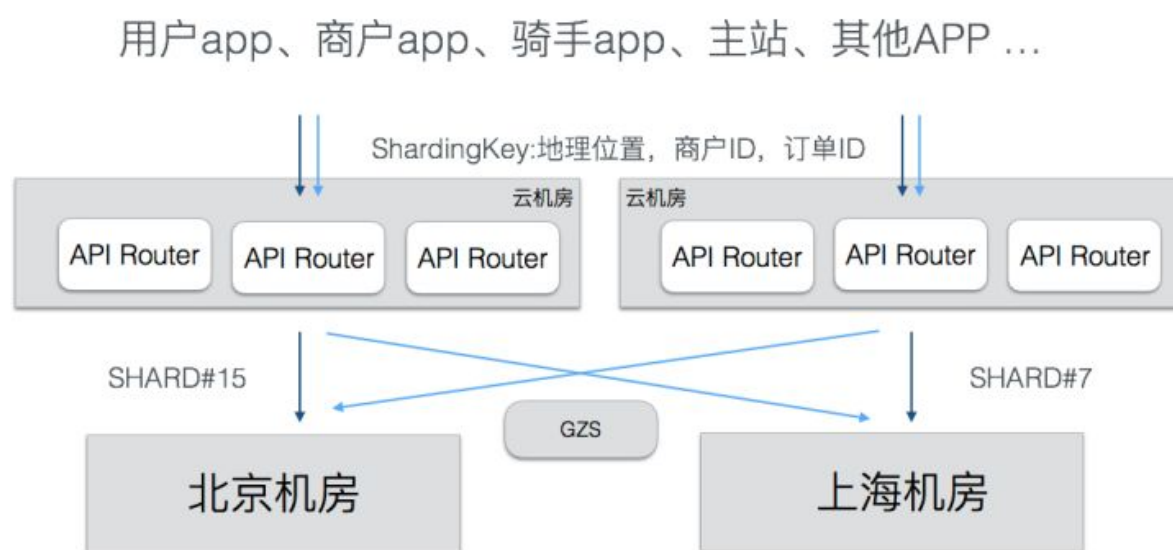 用户app、商户app、骑手app、主站、其他APP ...
ShardingKey:地理位置，商户ID，订单ID
云机房
API Router
API Router
API Router
云机房
API Router
API Router
API Router
SHARD#15
SHARD#7
GZS
北京机房
上海机房